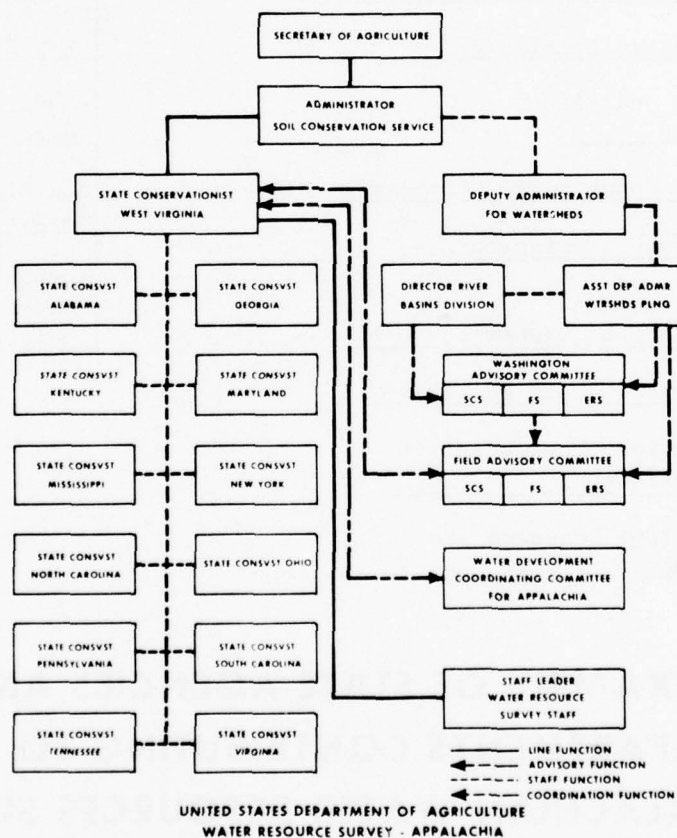 SECRETARY OF AGRICULTURE
ADMINISTRATOR
SOIL CONSERVATION SERVICE
STATE CONSERVATIONIST
WEST VIRGINIA
DEPUTY ADMINISTRATOR
FOR WATERSHEDS
STATE CONSVST
ALABAMA
STATE CONSVST
GEORGIA
DIRECTOR RIVER
BASINS DIVISION
ASST DEP ADMR
WTRSHDS PLNG
STATE CONSVST
KENTUCKY
STATE CONSVST
MARYLAND
WASHINGTON
ADVISORY COMMITTEE
SCS FS ERS
STATE CONSVST
MISSISSIPPI
STATE CONSVST
NEW YORK
FIELD ADVISORY COMMITTEE
SCS FS ERS
STATE CONSVST
NORTH CAROLINA
STATE CONSVST OHIO
WATER DEVELOPMENT
COORDINATING COMMITTEE
FOR APPALACHIA
STATE CONSVST
PENNSYLVANIA
STATE CONSVST
SOUTH CAROLINA
STAFF LEADER
WATER RESOURCE
SURVEY STAFF
STATE CONSVST
TENNESSEE
STATE CONSVST
VIRGINIA
LINE FUNCTION
ADVISORY FUNCTION
STAFF FUNCTION
COORDINATION FUNCTION
UNITED STATES DEPARTMENT OF AGRICULTURE
WATER RESOURCE SURVEY - APPALACHIA